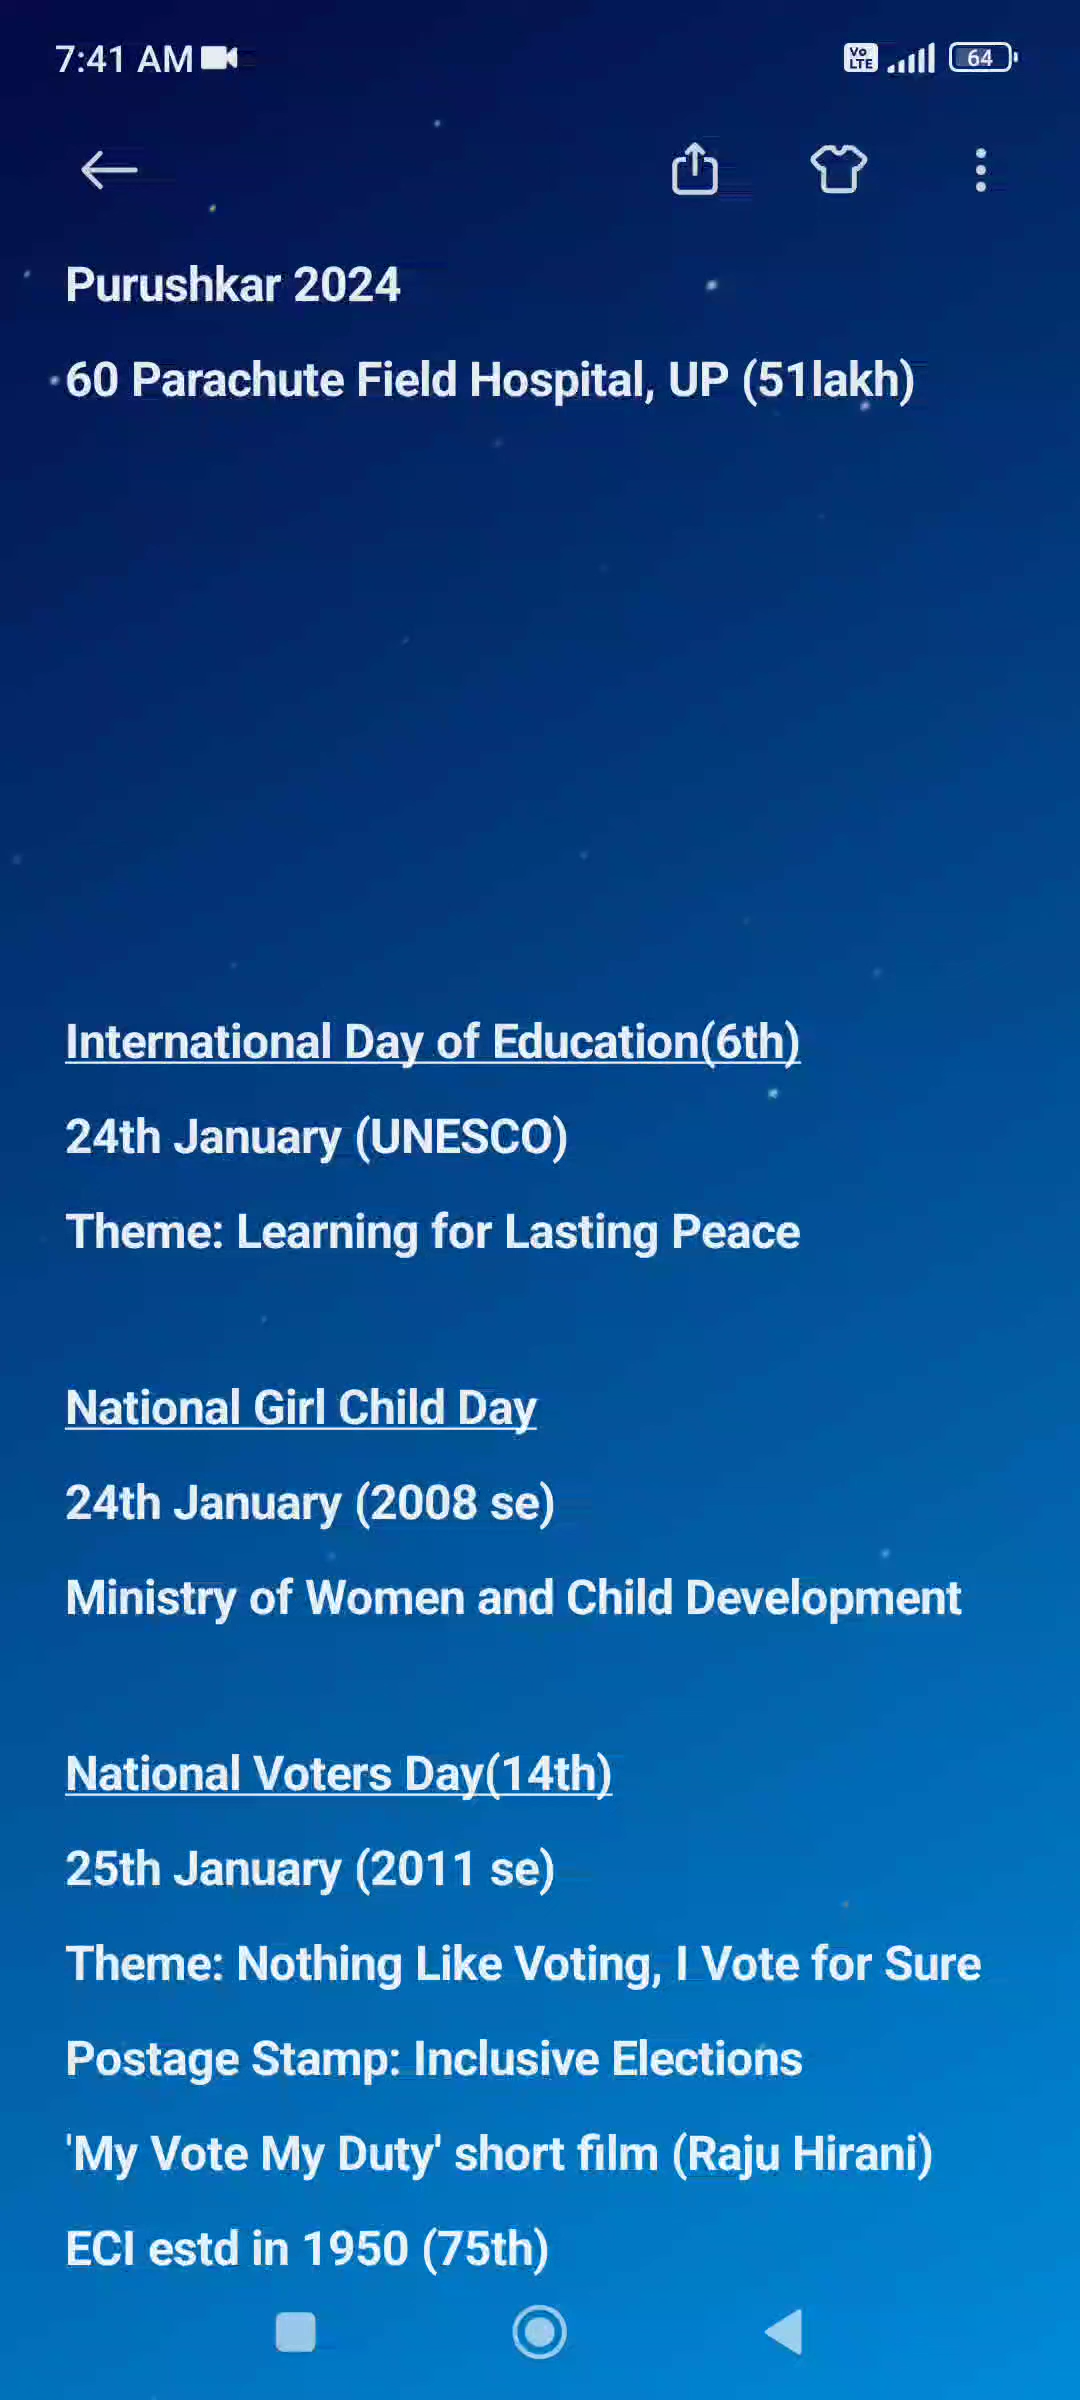 7:41 AM
Vo LTE 64
Purushkar 2024
60 Parachute Field Hospital, UP (51lakh)
International Day of Education(6th)
24th January (UNESCO)
Theme: Learning for Lasting Peace
National Girl Child Day
24th January (2008 se)
Ministry of Women and Child Development
National Voters Day(14th)
25th January (2011 se)
Theme: Nothing Like Voting, I Vote for Sure
Postage Stamp: Inclusive Elections
'My Vote My Duty' short film (Raju Hirani)
ECI estd in 1950 (75th)